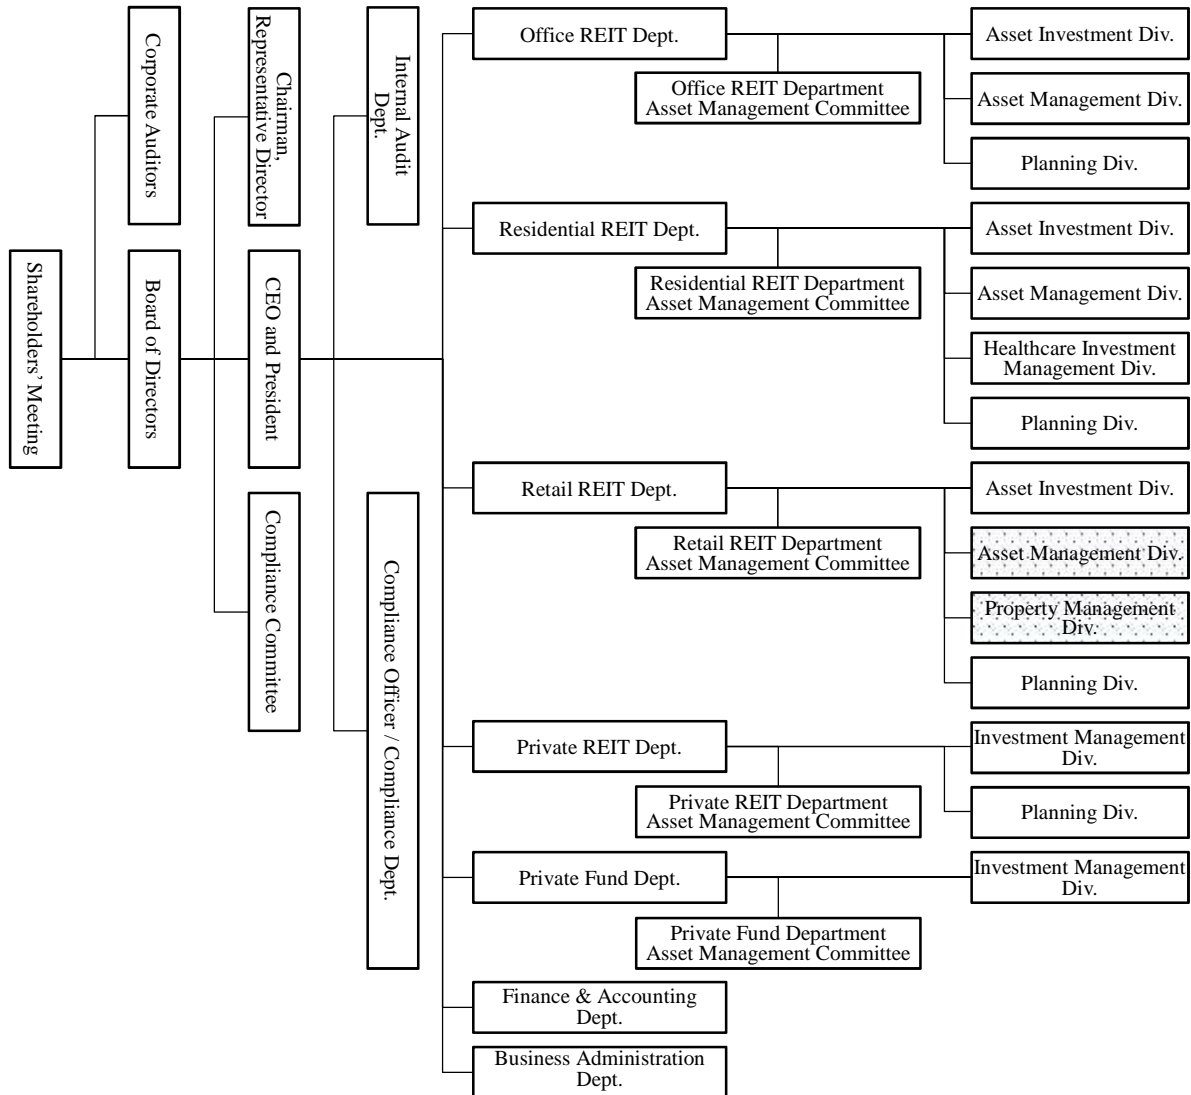 Shareholders' Meeting
Corporate Auditors
Board of Directors
Chairman,
Representative Director
CEO and President
Compliance Committee
Internal Audit
Dept.
Compliance Officer / Compliance Dept.
Office REIT Dept.
Office REIT Department
Asset Management Committee
Asset Investment Div.
Asset Management Div.
Planning Div.
Residential REIT Dept.
Residential REIT Department
Asset Management Committee
Asset Investment Div.
Asset Management Div.
Healthcare Investment
Management Div.
Planning Div.
Retail REIT Dept.
Retail REIT Department
Asset Management Committee
Asset Investment Div.
Asset Management Div.
Property Management
Div.
Planning Div.
Private REIT Dept.
Private REIT Department
Asset Management Committee
Investment Management
Div.
Planning Div.
Private Fund Dept.
Private Fund Department
Asset Management Committee
Investment Management
Div.
Finance & Accounting
Dept.
Business Administration
Dept.